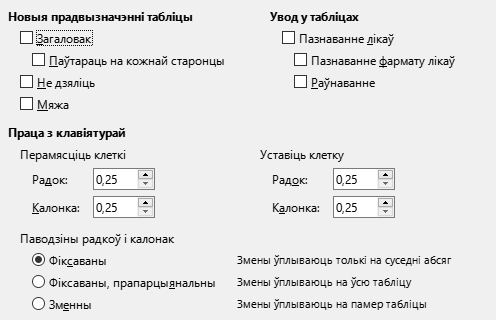 Новыя прадвызначэнні табліцы
Загаловак
Паўтараць на кожнай старонцы
Не дзяліць
Мяжа
Увод у табліцах
Пазнаванне лікаў
Пазнаванне фармату лікаў
Раўнаванне
Праца з клавіятурай
Перамясціць клеткі
Радок: 0,25
Калонка: 0,25
Уставіць клетку
Радок: 0,25
Калонка: 0,25
Паводзіны радкоў і калонак
Фіксаваны Змены ўплываюць толькі на суседні абсяг
Фіксаваны, прапарцыянальны Змены ўплываюць на ўсю табліцу
Зменны Змены ўплываюць на памер табліцы